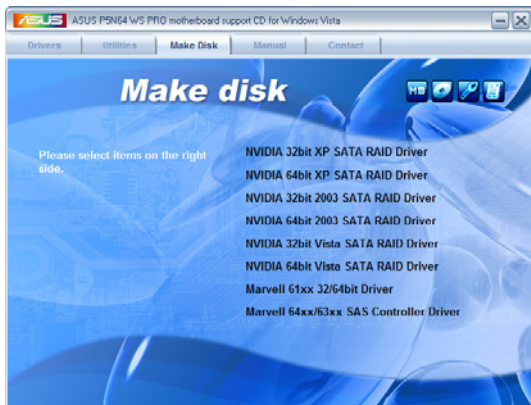 ASUS ASUS P5N64 WS PRO motherboard support CD for Windows Vista
Drivers Utilities Make Disk Manual Contact
Make disk
MB
Please select items on the right
side.
NVIDIA 32bit XP SATA RAID Driver
NVIDIA 64bit XP SATA RAID Driver
NVIDIA 32bit 2003 SATA RAID Driver
NVIDIA 64bit 2003 SATA RAID Driver
NVIDIA 32bit Vista SATA RAID Driver
NVIDIA 64bit Vista SATA RAID Driver
Marvell 61xx 32/64bit Driver
Marvell 64xx/63xx SAS Controller Driver